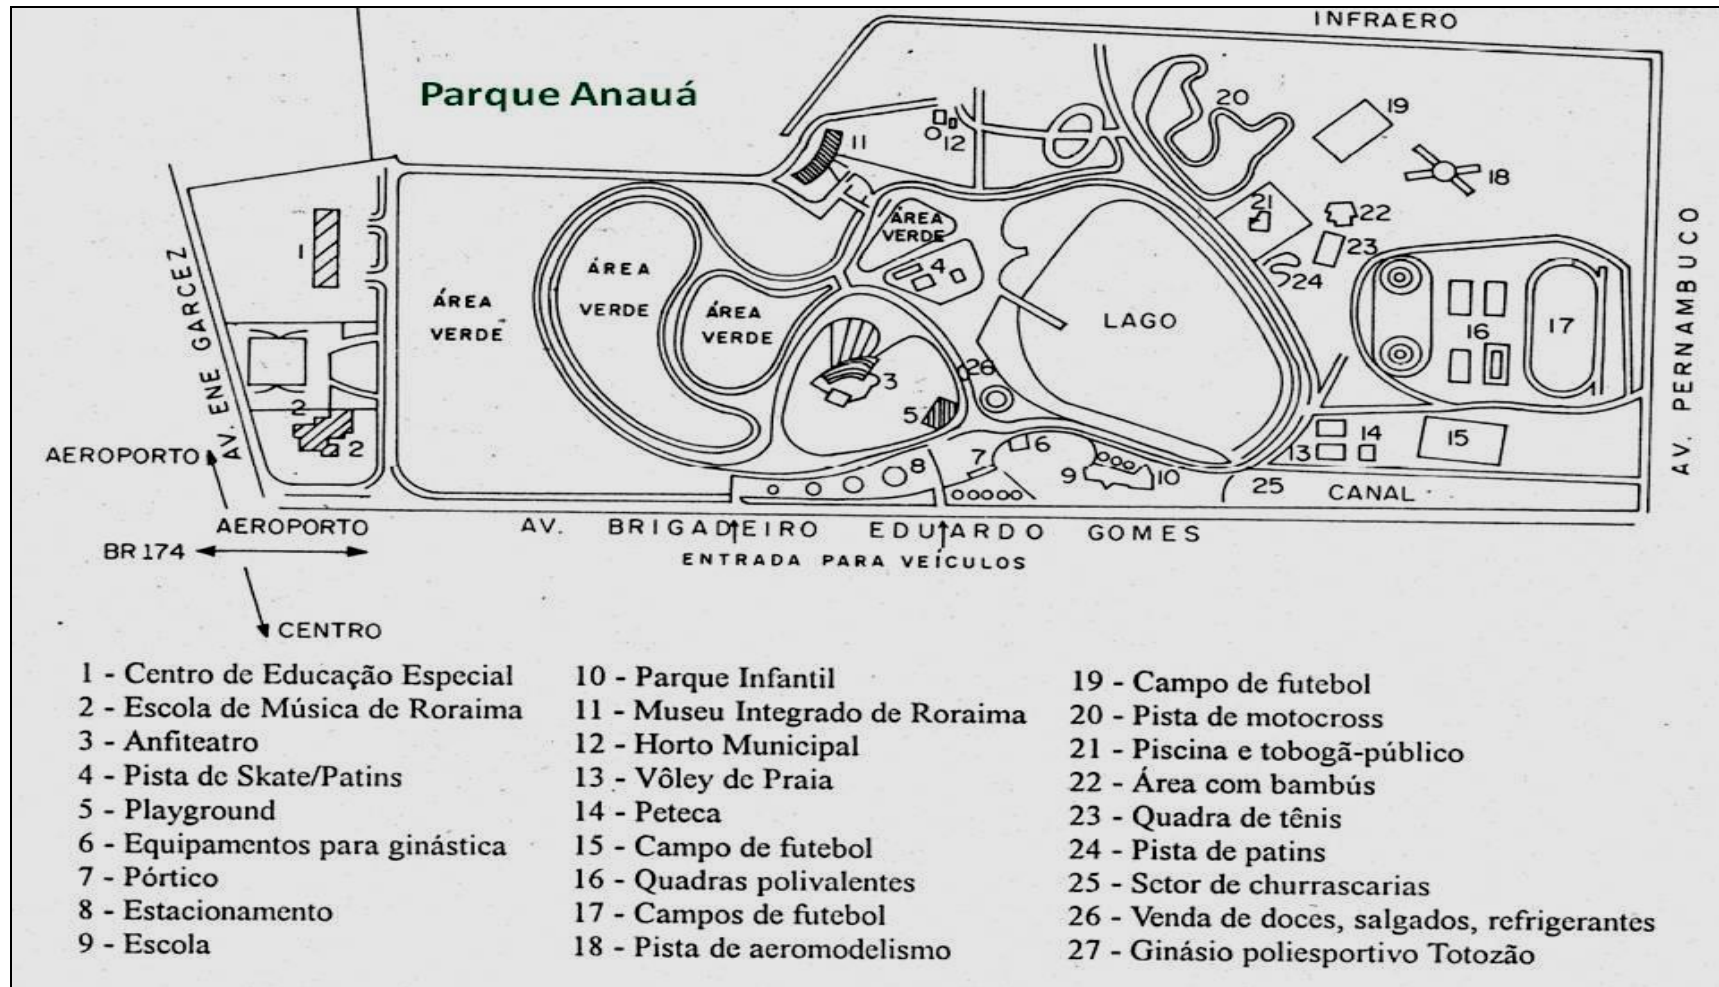 INFRAERO
Parque Anauá
20
19
11
12
18
21
22
ÁREA
VERDE
AV. PERNAMBUCO
1
AV. ENE GARCEZ
ÁREA
VERDE
ÁREA
VERDE
ÁREA
VERDE
4
23
24
LAGO
16
17
3
26
5
2
2
6
7
8
9
10
13
14
15
25
CANAL
AEROPORTO
AEROPORTO
BR 174
AV. BRIGADEIRO EDUARDO GOMES
ENTRADA PARA VEÍCULOS
CENTRO
1 - Centro de Educação Especial
2 - Escola de Música de Roraima
3 - Anfiteatro
4 - Pista de Skate/Patins
5 - Playground
6 - Equipamentos para ginástica
7 - Pórtico
8 - Estacionamento
9 - Escola
10 - Parque Infantil
11 - Museu Integrado de Roraima
12 - Horto Municipal
13 - Vôley de Praia
14 - Peteca
15 - Campo de futebol
16 - Quadras polivalentes
17 - Campos de futebol
18 - Pista de aeromodelismo
19 - Campo de futebol
20 - Pista de motocross
21 - Piscina e tobogã-público
22 - Área com bambús
23 - Quadra de tênis
24 - Pista de patins
25 - Setor de churrascarias
26 - Venda de doces, salgados, refrigerantes
27 - Ginásio poliesportivo Totozão